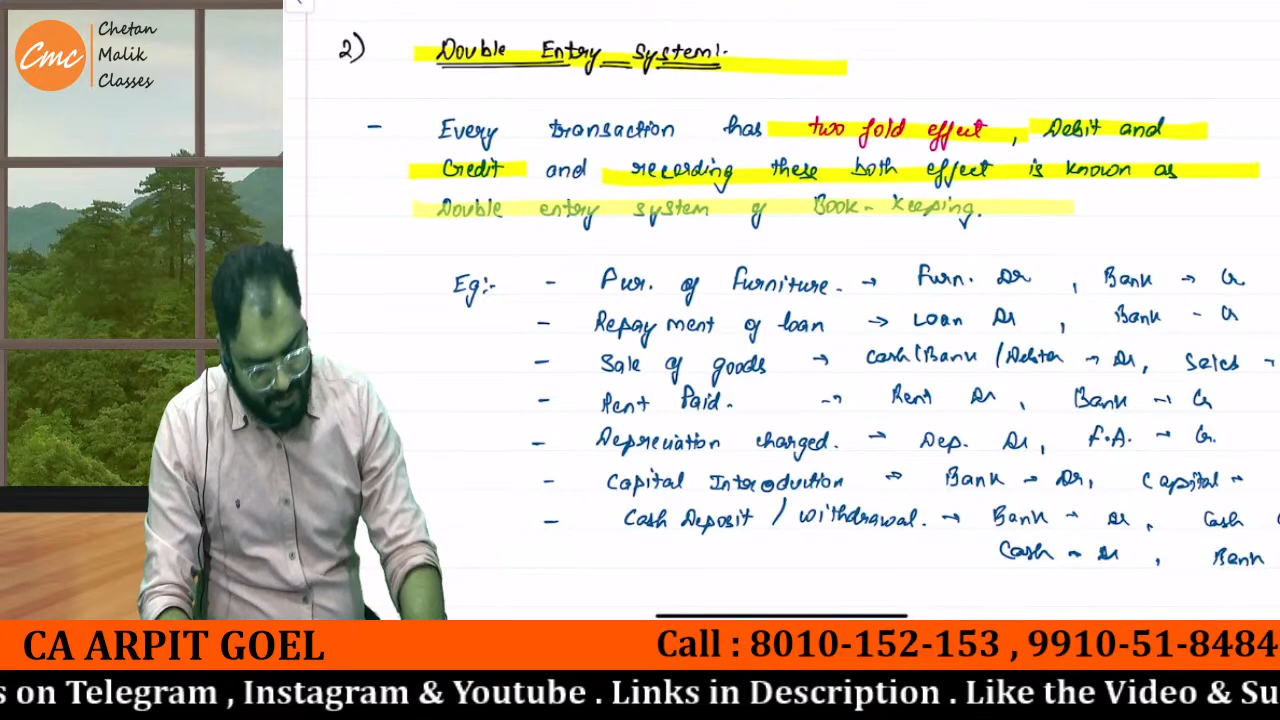 Cmc
Chetan
Malik
Classes
2) Double Entry System:-
- Every transaction has two fold effect, Debit and
Credit and recording these both effect is known as
Double entry system of Book-keeping.
Eg:- - Pur. of Furniture. → Furn. Dr , Bank → Cr
- Repayment of loan → Loan Dr , Bank - Cr
- Sale of goods → Cash/Bank/Debtor → Dr, Sales →
- Rent Paid. → Rent Dr , Bank → Cr
- Depreciation charged. → Dep. Dr, F.A. → Cr.
- Capital Introduction → Bank → Dr, Capital →
- Cash Deposit / withdrawal. → Bank → Dr , Cash
Cash → Dr , Bank
CA ARPIT GOEL
Call : 8010-152-153 , 9910-51-8484
s on Telegram , Instagram & Youtube . Links in Description . Like the Video & Su